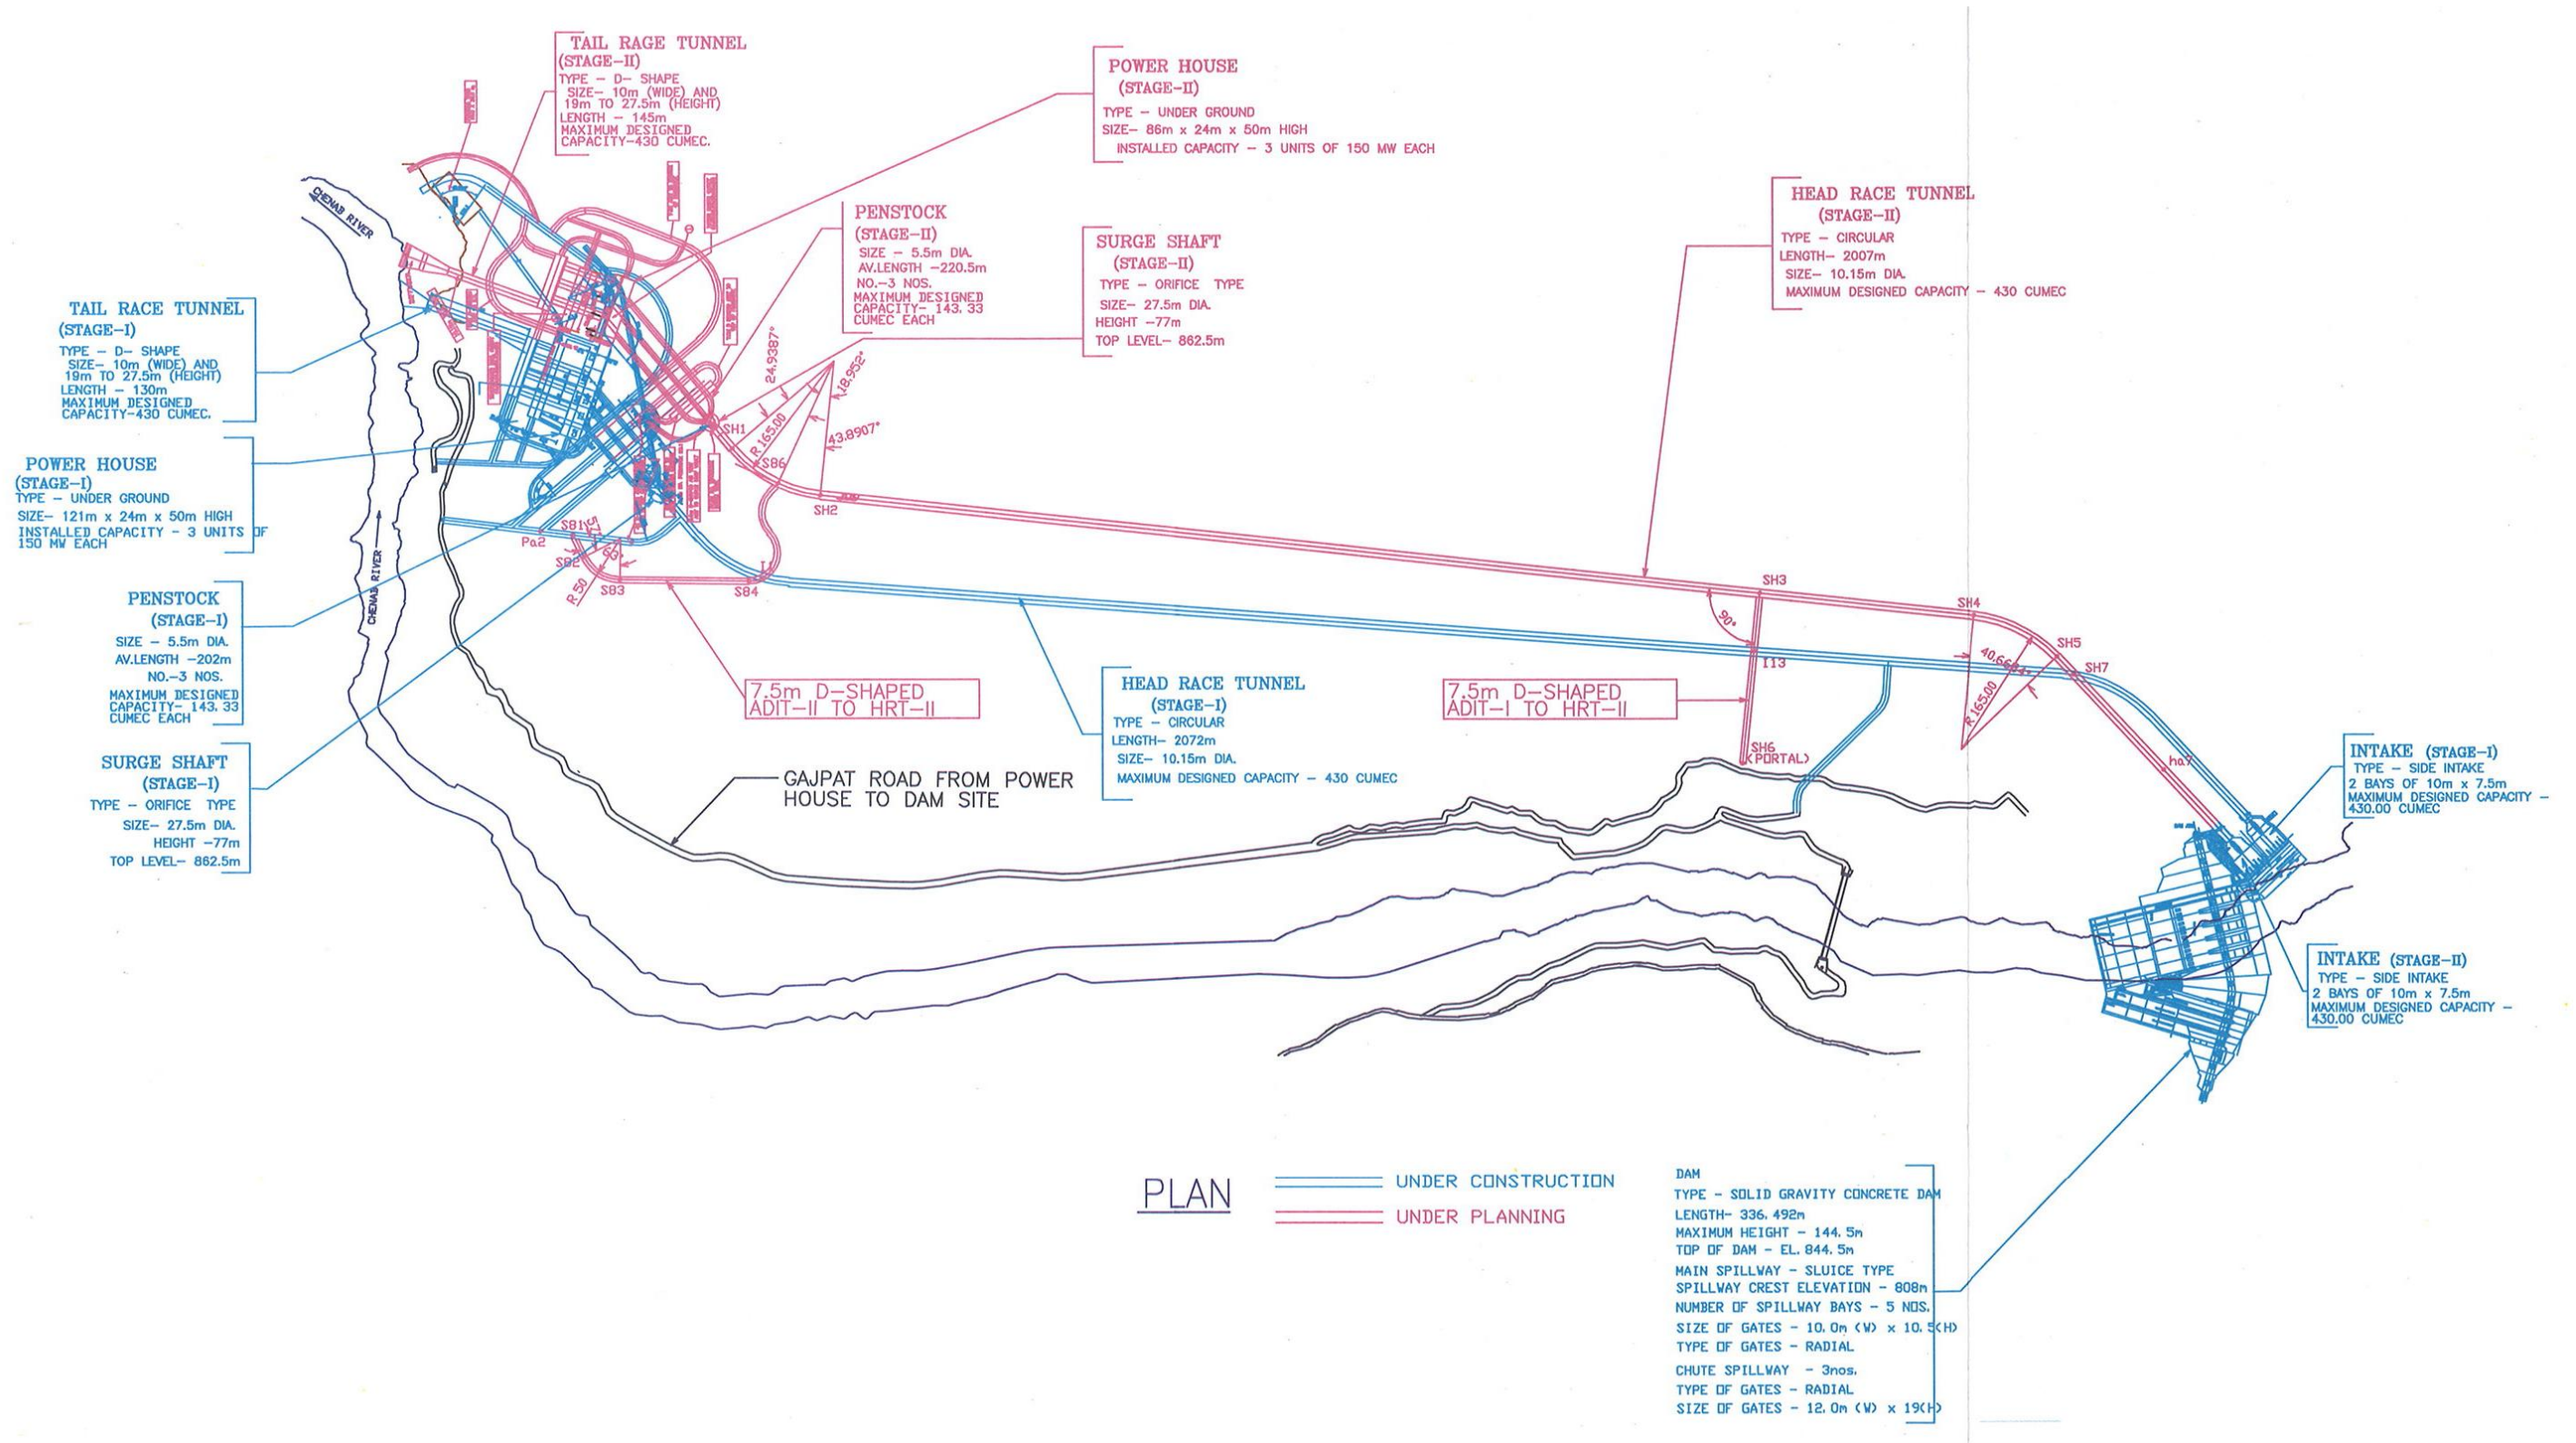 TAIL RAGE TUNNEL
(STAGE-II)
TYPE - D- SHAPE
SIZE- 10m (WIDE) AND
19m TO 27.5m (HEIGHT)
LENGTH - 145m
MAXIMUM DESIGNED
CAPACITY-430 CUMEC.
POWER HOUSE
(STAGE-II)
TYPE - UNDER GROUND
SIZE- 86m x 24m x 50m HIGH
INSTALLED CAPACITY - 3 UNITS OF 150 MW EACH
PENSTOCK
(STAGE-II)
SIZE - 5.5m DIA.
AV.LENGTH -220.5m
NO.-3 NOS.
MAXIMUM DESIGNED
CAPACITY- 143.33
CUMEC EACH
SURGE SHAFT
(STAGE-II)
TYPE - ORIFICE TYPE
SIZE- 27.5m DIA.
HEIGHT -77m
TOP LEVEL- 862.5m
HEAD RACE TUNNEL
(STAGE-II)
TYPE - CIRCULAR
LENGTH- 2007m
SIZE- 10.15m DIA.
MAXIMUM DESIGNED CAPACITY - 430 CUMEC
CHENAB RIVER
TAIL RACE TUNNEL
(STAGE-I)
TYPE - D- SHAPE
SIZE- 10m (WIDE) AND
19m TO 27.5m (HEIGHT)
LENGTH - 130m
MAXIMUM DESIGNED
CAPACITY-430 CUMEC.
POWER HOUSE
(STAGE-I)
TYPE - UNDER GROUND
SIZE- 121m x 24m x 50m HIGH
INSTALLED CAPACITY - 3 UNITS OF
150 MW EACH
PENSTOCK
(STAGE-I)
SIZE - 5.5m DIA.
AV.LENGTH -202m
NO.-3 NOS.
MAXIMUM DESIGNED
CAPACITY- 143.33
CUMEC EACH
SURGE SHAFT
(STAGE-I)
TYPE - ORIFICE TYPE
SIZE- 27.5m DIA.
HEIGHT -77m
TOP LEVEL- 862.5m
CHENAB RIVER
24.9387°
18.952°
43.8907°
R 165.00
SH1
S86
SH2
S81
Pa2
S82
S83
S84
R 50
63°
SH3
90°
I13
SH4
SH5
SH7
R 165.00
ha7
SH6
(PORTAL)
7.5m D-SHAPED
ADIT-II TO HRT-II
7.5m D-SHAPED
ADIT-I TO HRT-II
HEAD RACE TUNNEL
(STAGE-I)
TYPE - CIRCULAR
LENGTH- 2072m
SIZE- 10.15m DIA.
MAXIMUM DESIGNED CAPACITY - 430 CUMEC
GAJPAT ROAD FROM POWER
HOUSE TO DAM SITE
INTAKE (STAGE-I)
TYPE - SIDE INTAKE
2 BAYS OF 10m x 7.5m
MAXIMUM DESIGNED CAPACITY -
430.00 CUMEC
INTAKE (STAGE-II)
TYPE - SIDE INTAKE
2 BAYS OF 10m x 7.5m
MAXIMUM DESIGNED CAPACITY -
430.00 CUMEC
PLAN
UNDER CONSTRUCTION
UNDER PLANNING
DAM
TYPE - SOLID GRAVITY CONCRETE DAM
LENGTH- 336.492m
MAXIMUM HEIGHT - 144.5m
TOP OF DAM - EL.844.5m
MAIN SPILLWAY - SLUICE TYPE
SPILLWAY CREST ELEVATION - 808m
NUMBER OF SPILLWAY BAYS - 5 NOS.
SIZE OF GATES - 10.0m (W) x 10.5(H)
TYPE OF GATES - RADIAL
CHUTE SPILLWAY - 3nos.
TYPE OF GATES - RADIAL
SIZE OF GATES - 12.0m (W) x 19(H)